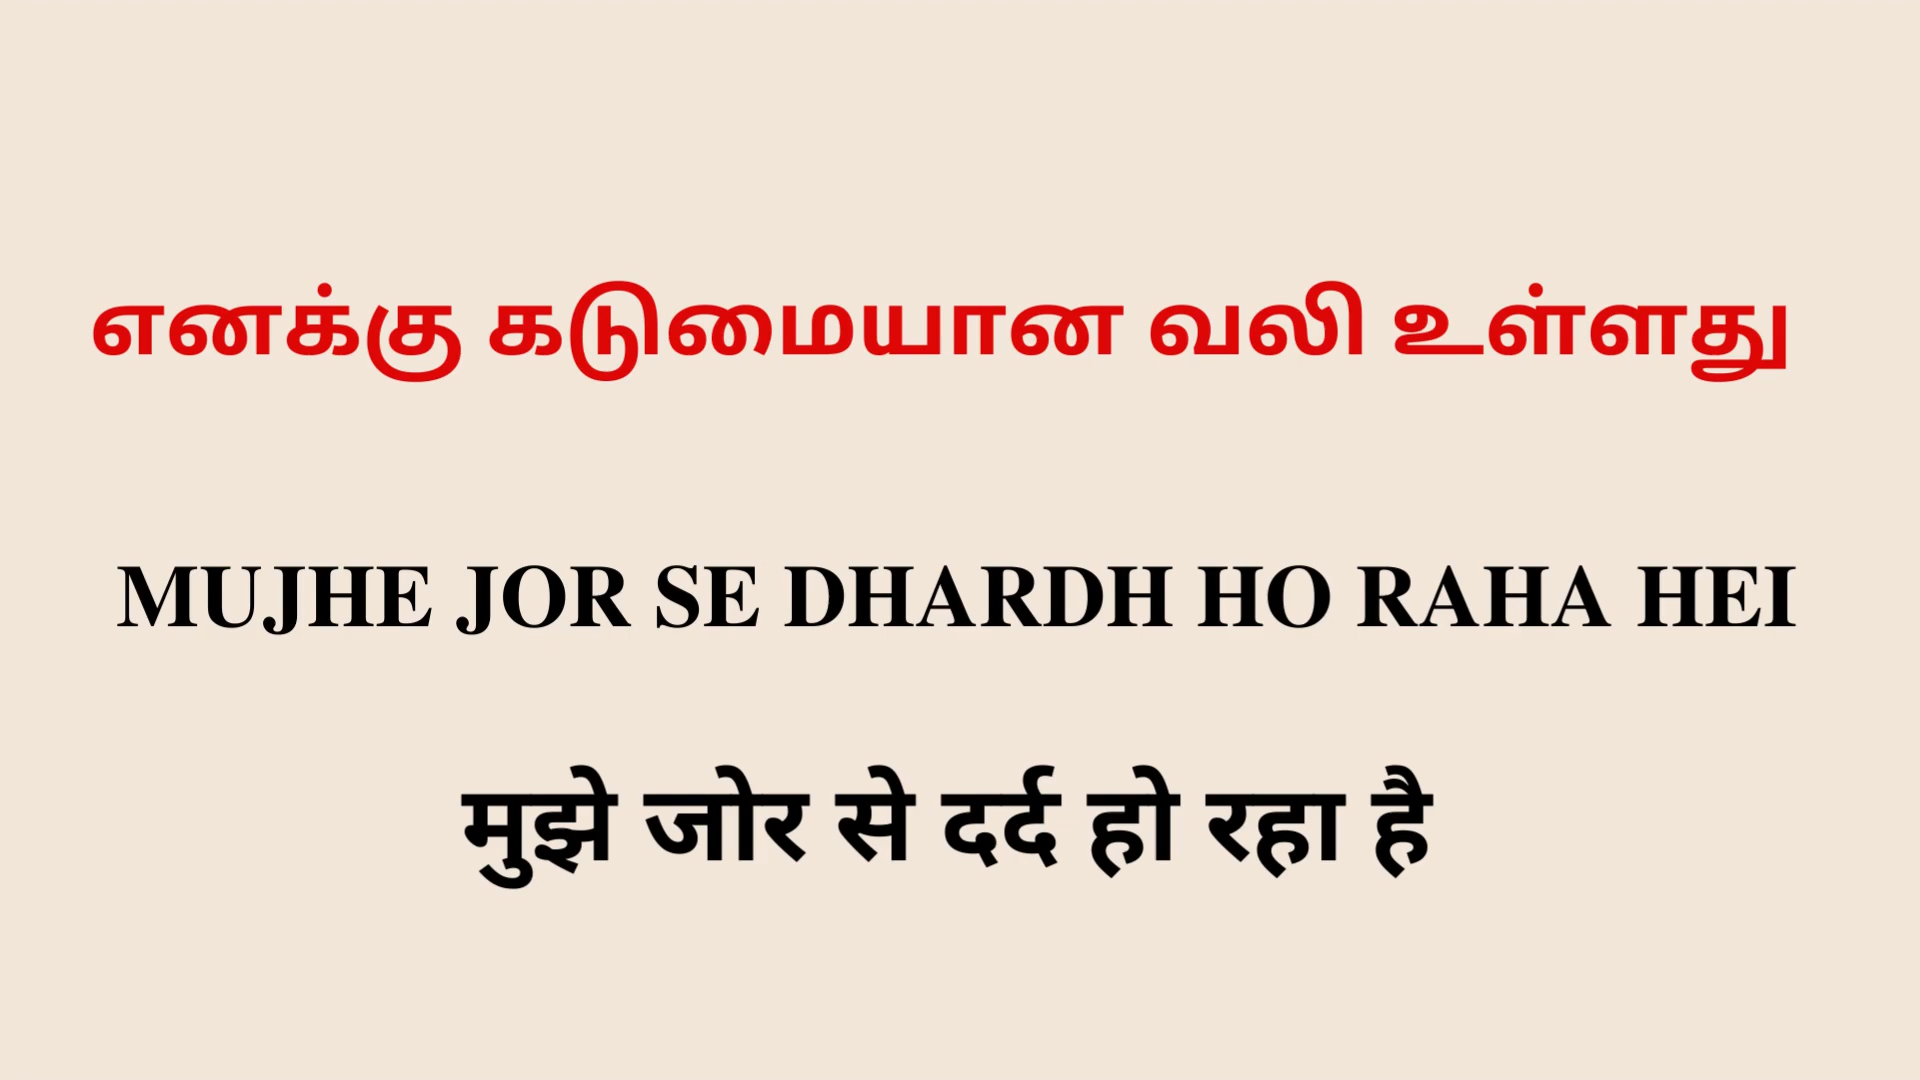 எனக்கு கடுமையான வலி உள்ளது
MUJHE JOR SE DHARDH HO RAHA HEI
मुझे जोर से दर्द हो रहा है